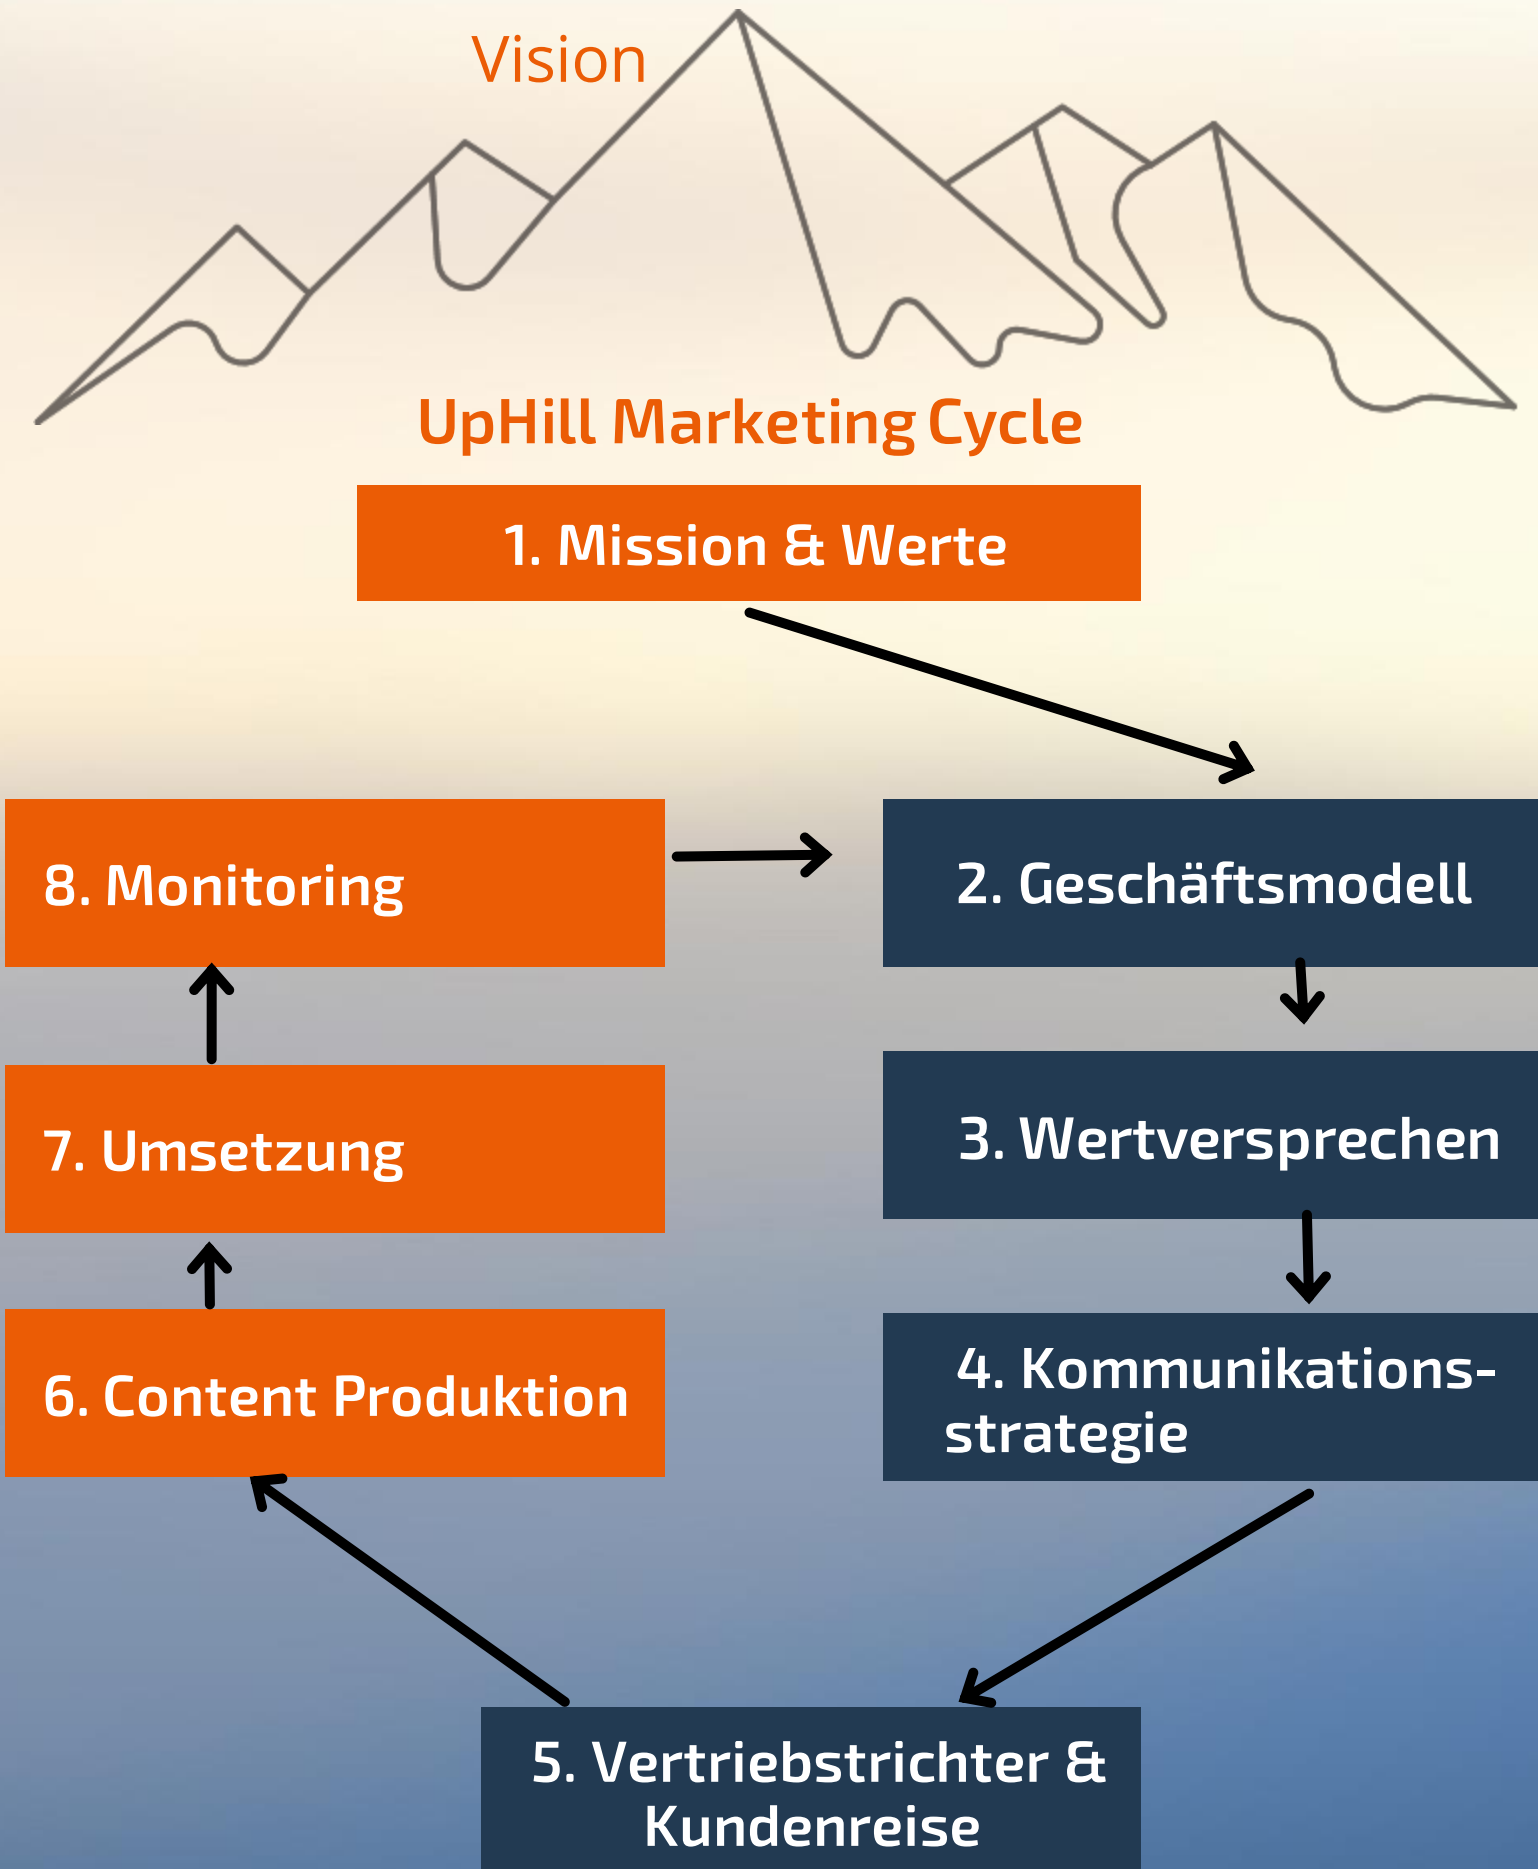 Vision
UpHill Marketing Cycle
1. Mission & Werte
8. Monitoring
2. Geschäftsmodell
7. Umsetzung
3. Wertversprechen
6. Content Produktion
4. Kommunikations-
strategie
5. Vertriebstrichter &
Kundenreise